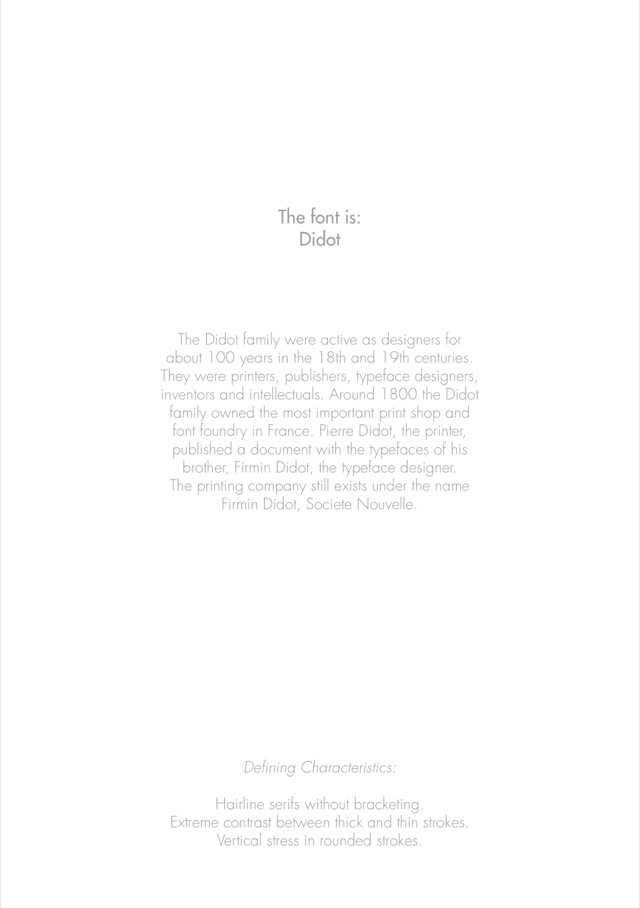 The font is:
Didot
The Didot family were active as designers for
about 100 years in the 18th and 19th centuries.
They were printers, publishers, typeface designers,
inventors and intellectuals. Around 1800 the Didot
family owned the most important print shop and
font foundry in France. Pierre Didot, the printer,
published a document with the typefaces of his
brother, Firmin Didot, the typeface designer.
The printing company still exists under the name
Firmin Didot, Societe Nouvelle.
Defining Characteristics:
Hairline serifs without bracketing.
Extreme contrast between thick and thin strokes.
Vertical stress in rounded strokes.